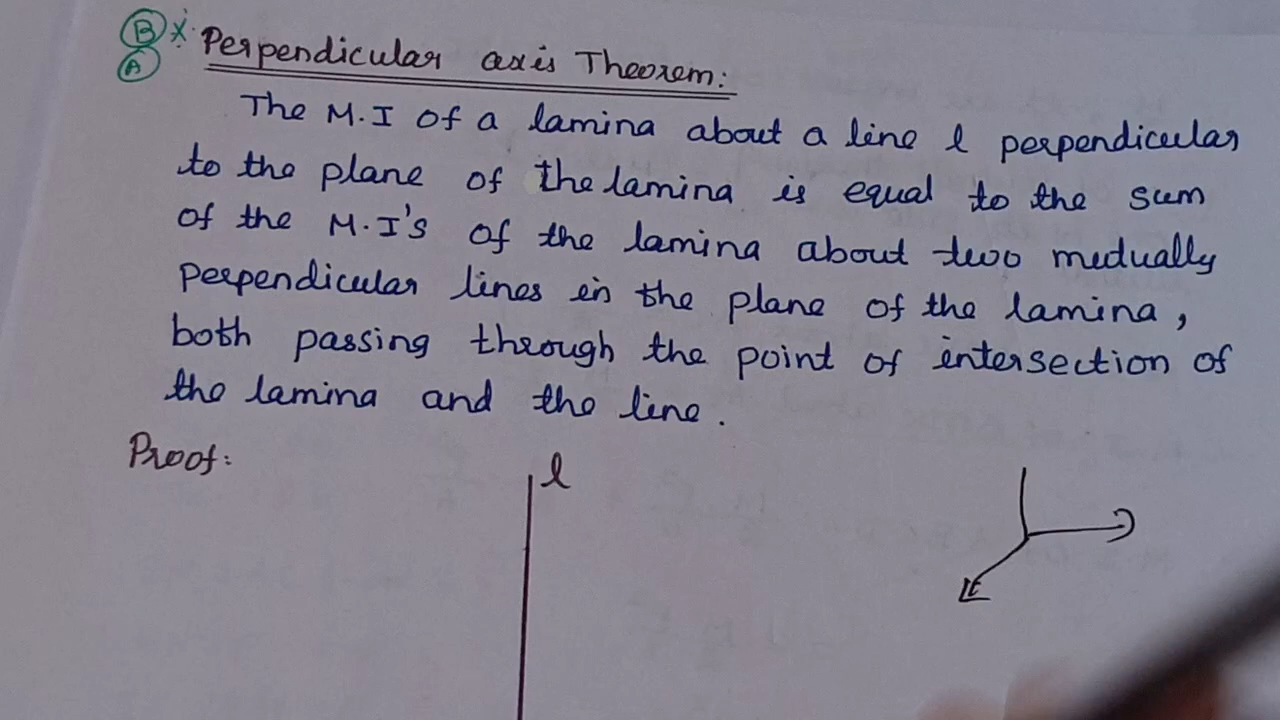 B * Perpendicular axis Theorem:
A
The M.I of a lamina about a line l perpendicular
to the plane of the lamina is equal to the sum
of the M.I's of the lamina about two mutually
perpendicular lines in the plane of the lamina,
both passing through the point of intersection of
the lamina and the line.
Proof:
l